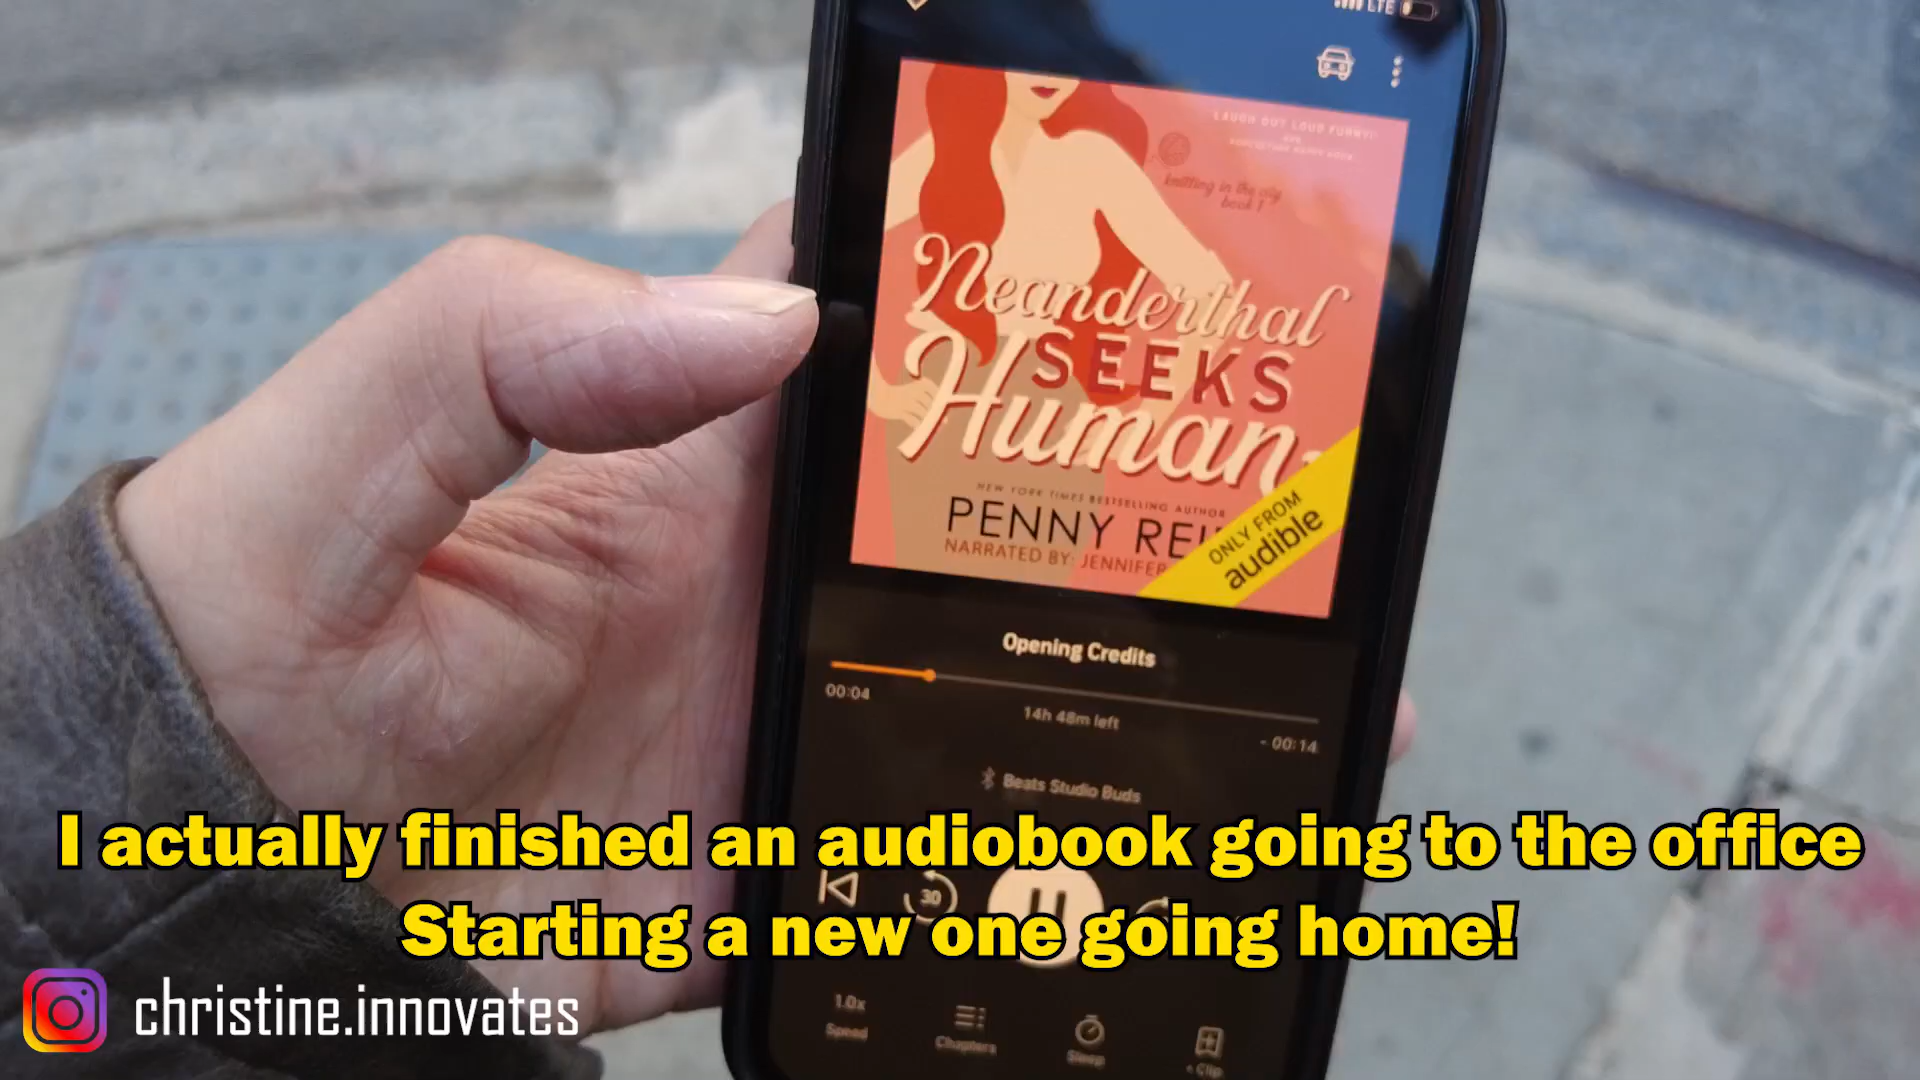 LTE
LAUGH OUT LOUD FUNNY!
knitting in the city
book 1
Neanderthal
SEEKS
Human
NEW YORK TIMES BESTSELLING AUTHOR
PENNY REI
NARRATED BY: JENNIFER
ONLY FROM
audible
Opening Credits
00:04
14h 48m left
- 00:14
Beats Studio Buds
I actually finished an audiobook going to the office
30
Starting a new one going home!
christine.innovates
1.0x
Speed
Chapters
Sleep
+ Clip